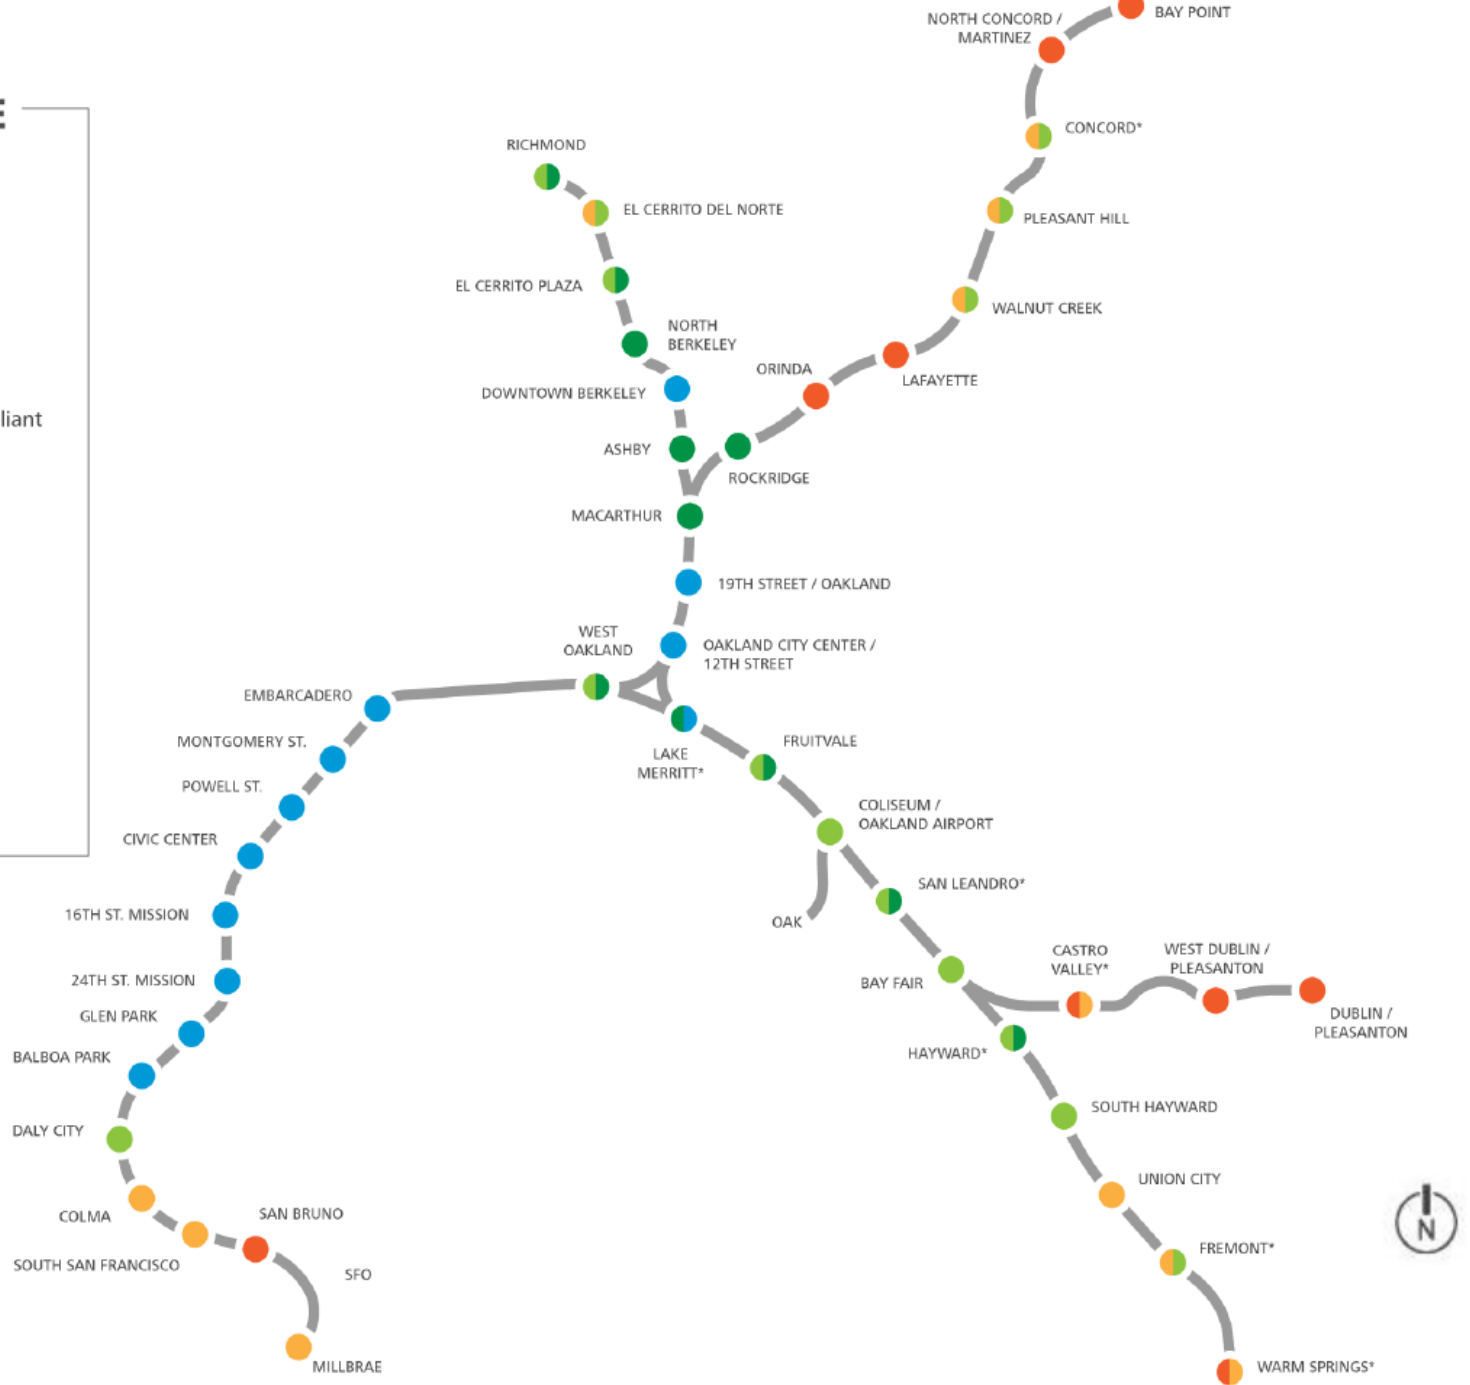 BAY POINT
NORTH CONCORD /
MARTINEZ
E
CONCORD*
RICHMOND
EL CERRITO DEL NORTE
PLEASANT HILL
EL CERRITO PLAZA
WALNUT CREEK
NORTH
BERKELEY
ORINDA
LAFAYETTE
DOWNTOWN BERKELEY
liant
ASHBY
ROCKRIDGE
MACARTHUR
19TH STREET / OAKLAND
WEST
OAKLAND
OAKLAND CITY CENTER /
12TH STREET
EMBARCADERO
MONTGOMERY ST.
FRUITVALE
LAKE
MERRITT*
POWELL ST.
COLISEUM /
OAKLAND AIRPORT
CIVIC CENTER
SAN LEANDRO*
16TH ST. MISSION
OAK
CASTRO
VALLEY*
WEST DUBLIN /
PLEASANTON
24TH ST. MISSION
BAY FAIR
GLEN PARK
DUBLIN /
PLEASANTON
BALBOA PARK
HAYWARD*
SOUTH HAYWARD
DALY CITY
UNION CITY
COLMA
SAN BRUNO
N
FREMONT*
SOUTH SAN FRANCISCO
SFO
MILLBRAE
WARM SPRINGS*